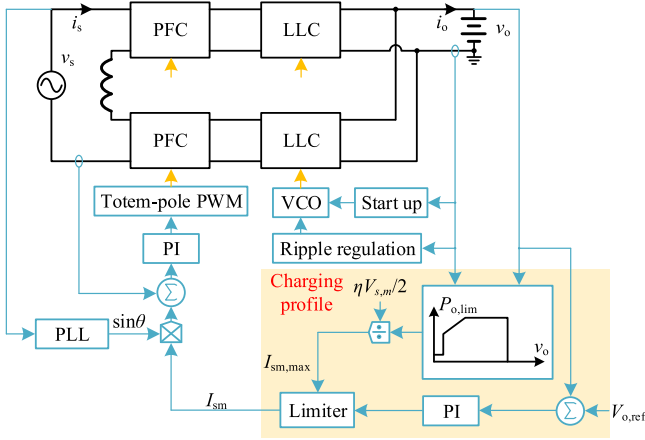 i_s
PFC
LLC
i_o
v_o
v_s
PFC
LLC
Totem-pole PWM
VCO
Start up
PI
Ripple regulation
Charging
profile
ηV_s,m/2
P_o,lim
v_o
Σ
PLL
sinθ
÷
I_sm,max
I_sm
Limiter
PI
Σ
V_o,ref